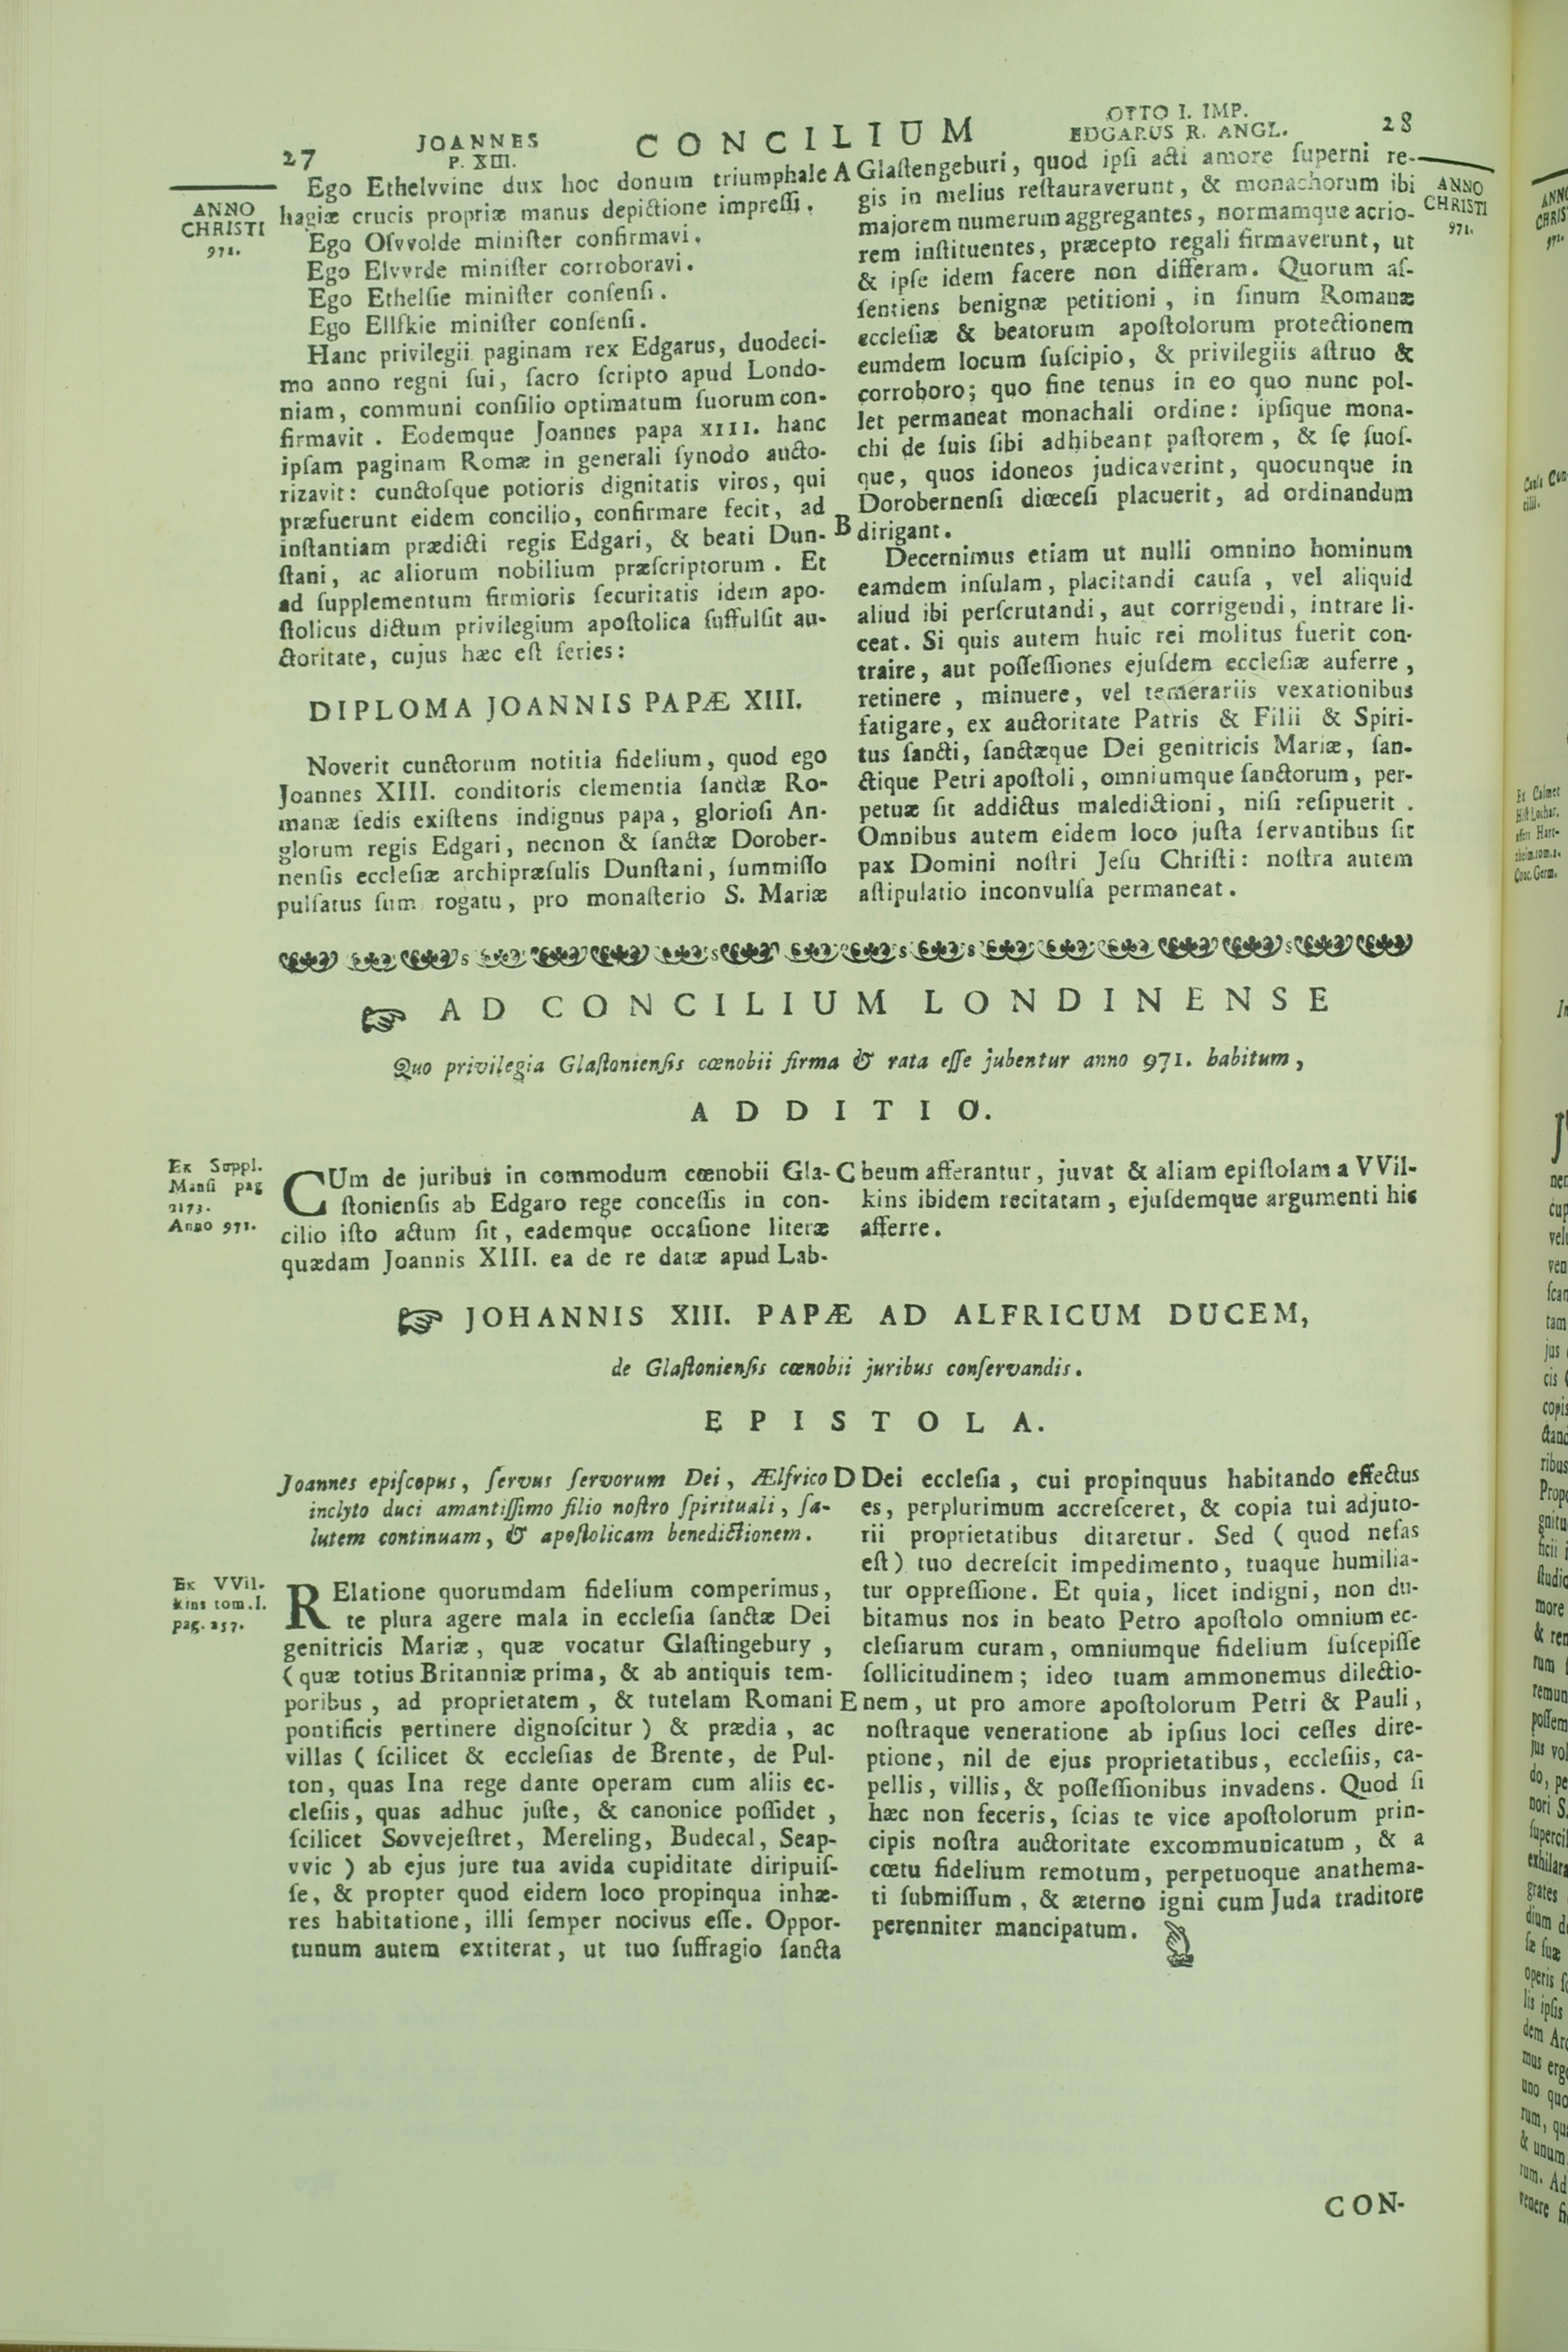 27
JOANNES
P. XIII.
CONCILIUM
OTTO I. IMP.
EDGARUS R. ANGL.
28
ANNO
CHRISTI
971.
Ego Ethelvvine dux hoc donum triumphale
hagiæ crucis propriæ manus depictione impreſſi.
Ego Oſvvolde miniſter confirmavi.
Ego Elvvrde miniſter corroboravi.
Ego Ethelſie miniſter conſenſi.
Ego Ellſkie miniſter conſenſi.
Hanc privilegii paginam rex Edgarus, duodeci-
mo anno regni ſui, ſacro ſcripto apud Londo-
niam, communi conſilio optimatum ſuorum con-
firmavit. Eodemque Joannes papa XIII. hanc
ipſam paginam Romæ in generali ſynodo aucto-
rizavit: cunctoſque potioris dignitatis viros, qui
præfuerunt eidem concilio, confirmare fecit, ad
inſtantiam prædicti regis Edgari, & beati Dun-
ſtani, ac aliorum nobilium præſcriptorum. Et
ad ſupplementum firmioris ſecuritatis idem apo-
ſtolicus dictum privilegium apoſtolica ſuffulſit au-
ctoritate, cujus hæc eſt ſeries:
DIPLOMA JOANNIS PAPÆ XIII.
Noverit cunctorum notitia fidelium, quod ego
Joannes XIII. conditoris clementia ſanctæ Ro-
manæ ſedis exiſtens indignus papa, glorioſi An-
glorum regis Edgari, necnon & ſanctæ Dorober-
nenſis eccleſiæ archipræſulis Dunſtani, ſummiſſo
pulſatus ſum rogatu, pro monaſterio S. Mariæ
A
B
Glaſtengeburi, quod ipſi acti amore ſuperni re-
gis in melius reſtauraverunt, & monachorum ibi
majorem numerum aggregantes, normamque acrio-
rem inſtituentes, præcepto regali firmaverunt, ut
& ipſe idem facere non differam. Quorum aſ-
ſentiens benignæ petitioni, in ſinum Romanæ
eccleſiæ & beatorum apoſtolorum protectionem
eumdem locum ſuſcipio, & privilegiis aſtruo &
corroboro; quo fine tenus in eo quo nunc pol-
let permaneat monachali ordine: ipſique mona-
chi de ſuis ſibi adhibeant paſtorem, & ſe ſuoſ-
que, quos idoneos judicaverint, quocunque in
Dorobernenſi diœceſi placuerit, ad ordinandum
dirigant.
Decernimus etiam ut nulli omnino hominum
eamdem inſulam, placitandi cauſa, vel aliquid
aliud ibi perſcrutandi, aut corrigendi, intrare li-
ceat. Si quis autem huic rei molitus fuerit con-
traire, aut poſſeſſiones ejuſdem eccleſiæ auferre,
retinere, minuere, vel temerariis vexationibus
fatigare, ex auctoritate Patris & Filii & Spiri-
tus ſancti, ſanctæque Dei genitricis Mariæ, ſan-
ctique Petri apoſtoli, omniumque ſanctorum, per-
petuæ ſit addictus maledictioni, niſi reſipuerit.
Omnibus autem eidem loco juſta ſervantibus ſit
pax Domini noſtri Jeſu Chriſti: noſtra autem
aſtipulatio inconvulſa permaneat.
ANNO
CHRISTI
971.
AD CONCILIUM LONDINENSE
Quo privilegia Glaſtonienſis cœnobii firma & rata eſſe jubentur anno 971. habitum,
ADDITIO.
Ex Suppl.
Manſi pag
2173.
Anno 971.
CUm de juribus in commodum cœnobii Gla-
ſtonienſis ab Edgaro rege conceſſis in con-
cilio iſto actum ſit, eademque occaſione literæ
quædam Joannis XIII. ea de re datæ apud Lab-
C
beum afferantur, juvat & aliam epiſtolam a VVil-
kins ibidem recitatam, ejuſdemque argumenti hic
afferre.
JOHANNIS XIII. PAPÆ AD ALFRICUM DUCEM,
de Glaſtonienſis cœnobii juribus conſervandis.
EPISTOLA.
Joannes epiſcopus, ſervus ſervorum Dei, Ælfrico
inclyto duci amantiſſimo filio noſtro ſpirituali, ſa-
lutem continuam, & apoſtolicam benedictionem.
Ex VVil-
kins tom.I.
pag. 257.
RElatione quorumdam fidelium comperimus,
te plura agere mala in eccleſia ſanctæ Dei
genitricis Mariæ, quæ vocatur Glaſtingebury,
(quæ totius Britanniæ prima, & ab antiquis tem-
poribus, ad proprietatem, & tutelam Romani
pontificis pertinere dignoſcitur) & prædia, ac
villas (ſcilicet & eccleſias de Brente, de Pul-
ton, quas Ina rege dante operam cum aliis ec-
cleſiis, quas adhuc juſte, & canonice poſſidet,
ſcilicet Sovvejeſtret, Mereling, Budecal, Seap-
vvic) ab ejus jure tua avida cupiditate diripuiſ-
ſe, & propter quod eidem loco propinqua inhæ-
res habitatione, illi ſemper nocivus eſſe. Oppor-
tunum autem extiterat, ut tuo ſuffragio ſancta
D
E
Dei eccleſia, cui propinquus habitando effectus
es, perplurimum accreſceret, & copia tui adjuto-
rii proprietatibus ditaretur. Sed (quod nefas
eſt) tuo decreſcit impedimento, tuaque humilia-
tur oppreſſione. Et quia, licet indigni, non du-
bitamus nos in beato Petro apoſtolo omnium ec-
cleſiarum curam, omniumque fidelium ſuſcepiſſe
ſollicitudinem; ideo tuam ammonemus dilectio-
nem, ut pro amore apoſtolorum Petri & Pauli,
noſtraque veneratione ab ipſius loci ceſſes dire-
ptione, nil de ejus proprietatibus, eccleſiis, ca-
pellis, villis, & poſſeſſionibus invadens. Quod ſi
hæc non feceris, ſcias te vice apoſtolorum prin-
cipis noſtra auctoritate excommunicatum, & a
cœtu fidelium remotum, perpetuoque anathema-
ti ſubmiſſum, & æterno igni cum Juda traditore
perenniter mancipatum.
CON-